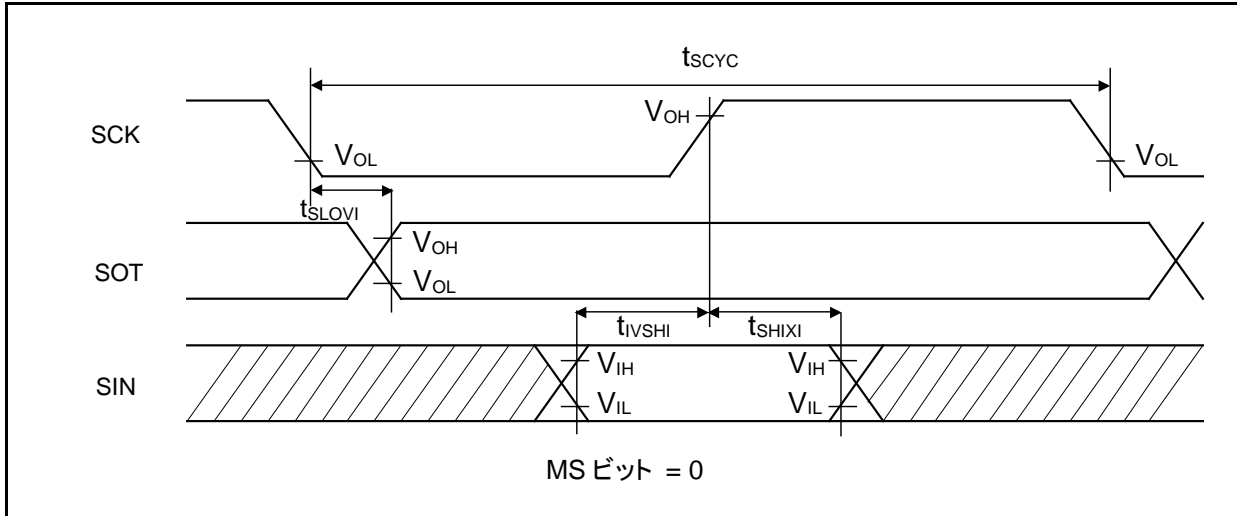 tSCYC
SCK
VOH
VOL
VOL
tSLOVI
SOT
VOH
VOL
tIVSHI
tSHIXI
SIN
VIH
VIH
VIL
VIL
MS ビット = 0